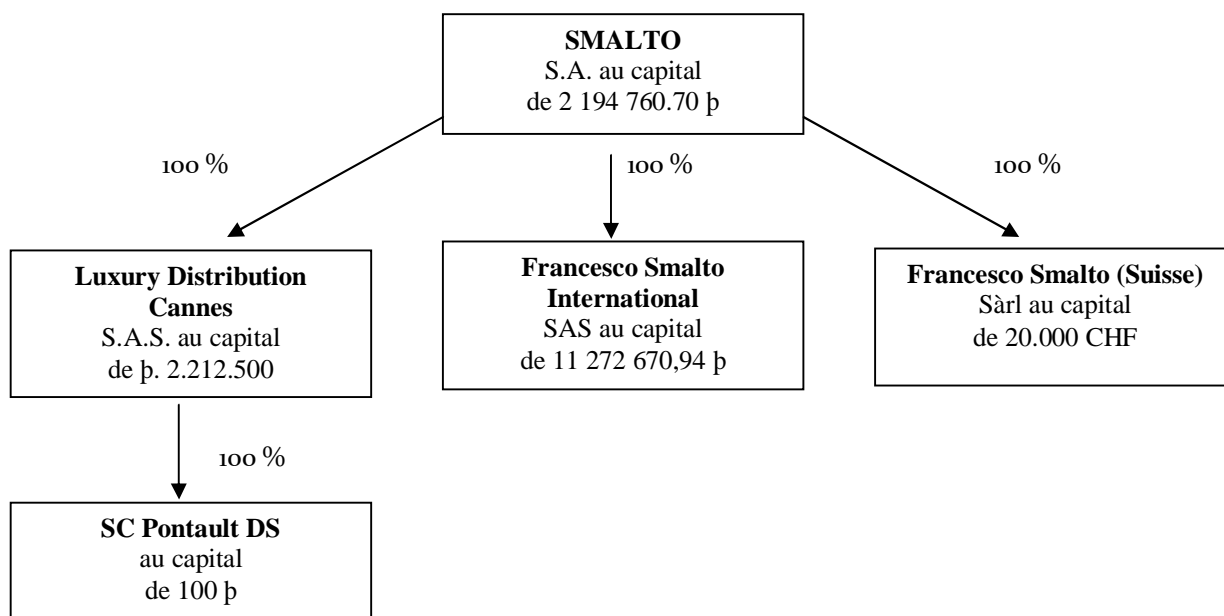 SMALTO
S.A. au capital
de 2 194 760.70 þ
100 %
100 %
100 %
Luxury Distribution
Cannes
S.A.S. au capital
de þ. 2.212.500
Francesco Smalto
International
SAS au capital
de 11 272 670,94 þ
Francesco Smalto (Suisse)
Sàrl au capital
de 20.000 CHF
100 %
SC Pontault DS
au capital
de 100 þ